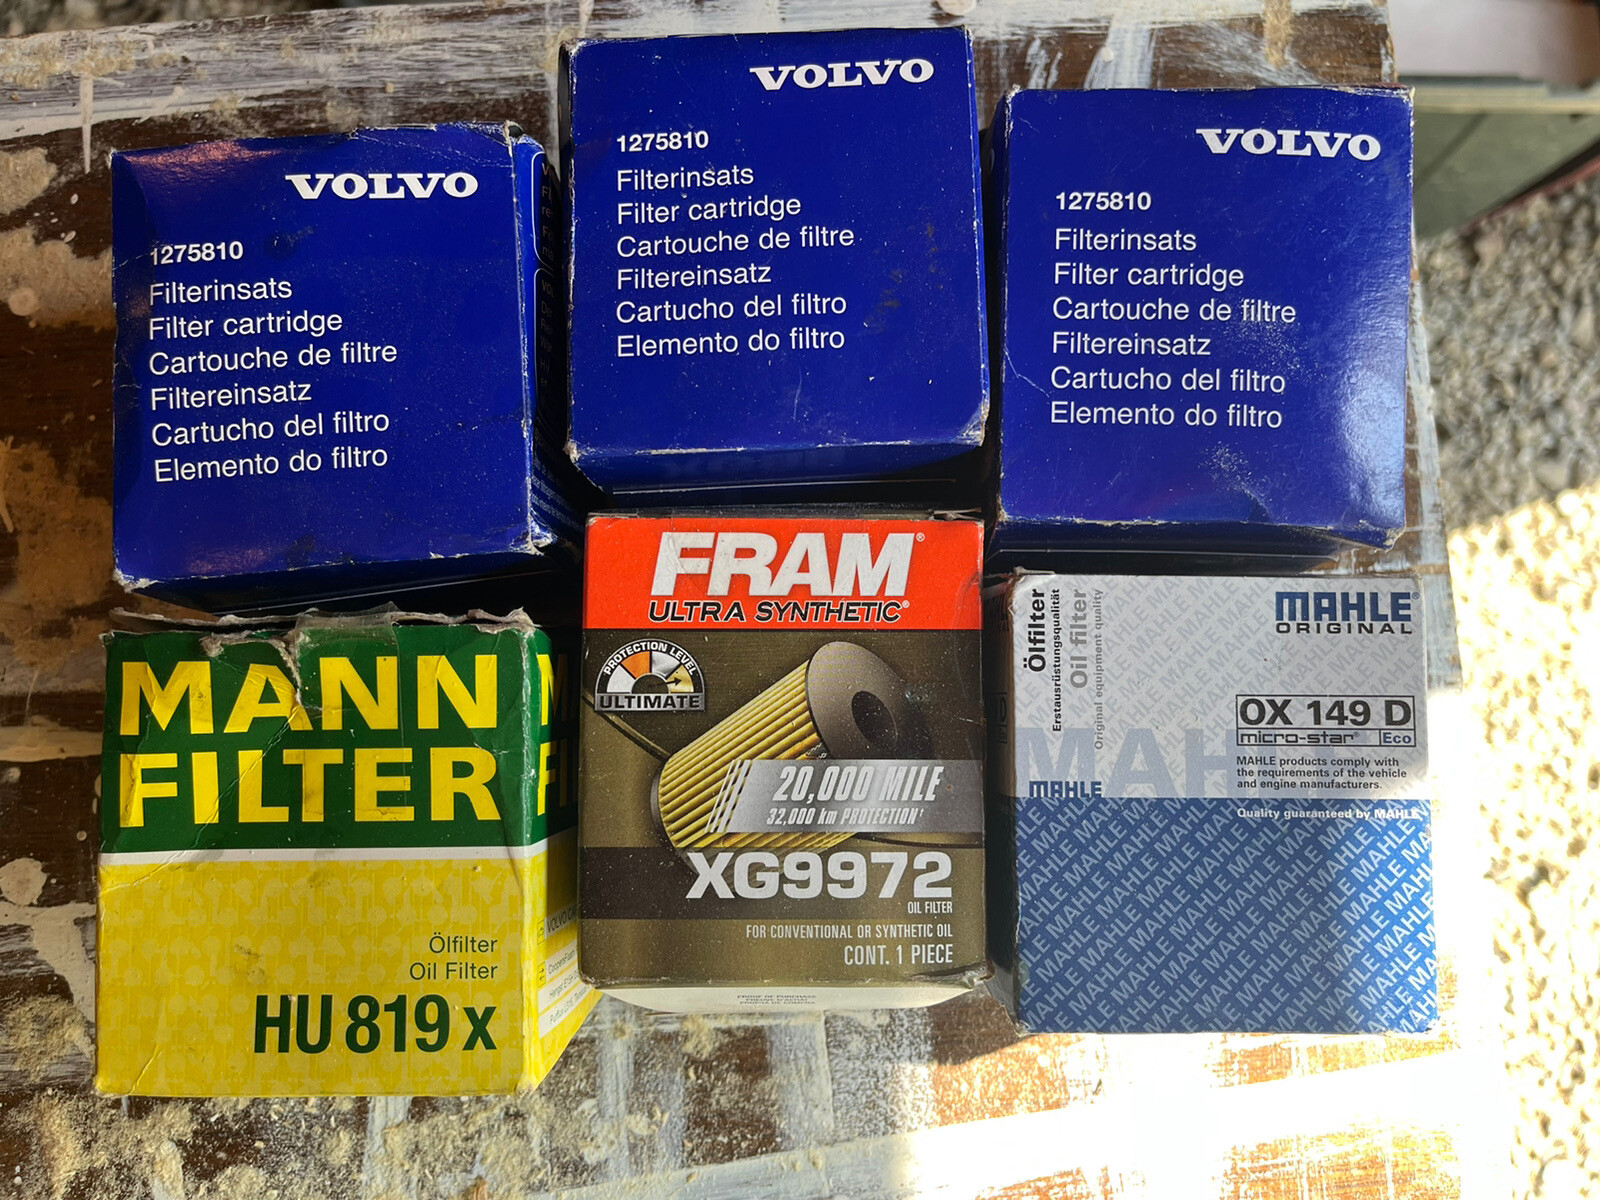 VOLVO
1275810
Filterinsats
Filter cartridge
Cartouche de filtre
Filtereinsatz
Cartucho del filtro
Elemento do filtro
VOLVO
1275810
Filterinsats
Filter cartridge
Cartouche de filtre
Filtereinsatz
Cartucho del filtro
Elemento do filtro
VOLVO
1275810
Filterinsats
Filter cartridge
Cartouche de filtre
Filtereinsatz
Cartucho del filtro
Elemento do filtro
MANN
FILTER
Ölfilter
Oil Filter
HU 819 x
FRAM®
ULTRA SYNTHETIC®
PROTECTION LEVEL
ULTIMATE
20,000 MILE
32,000 km PROTECTION†
XG9972
OIL FILTER
FOR CONVENTIONAL OR SYNTHETIC OIL
CONT. 1 PIECE
PROOF OF PURCHASE
Ölfilter
Erstausrüstungsqualität
Oil filter
Original equipment quality
MAHLE®
ORIGINAL
OX 149 D
micro-star® Eco
MAHLE products comply with
the requirements of the vehicle
and engine manufacturers.
MAHLE
Quality guaranteed by MAHLE